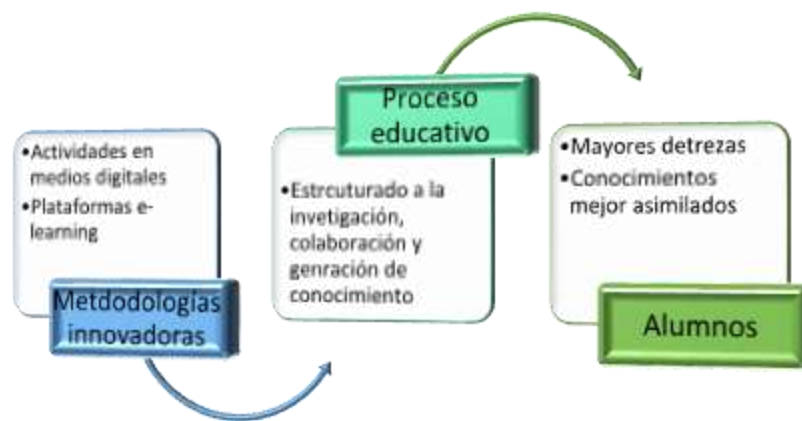 •Actividades en
medios digitales
•Plataformas e-
learning
Metdodologías
innovadoras
Proceso
educativo
•Estrcuturado a la
invetigación,
colaboración y
genración de
conocimiento
•Mayores detrezas
•Conocimientos
mejor asimilados
Alumnos